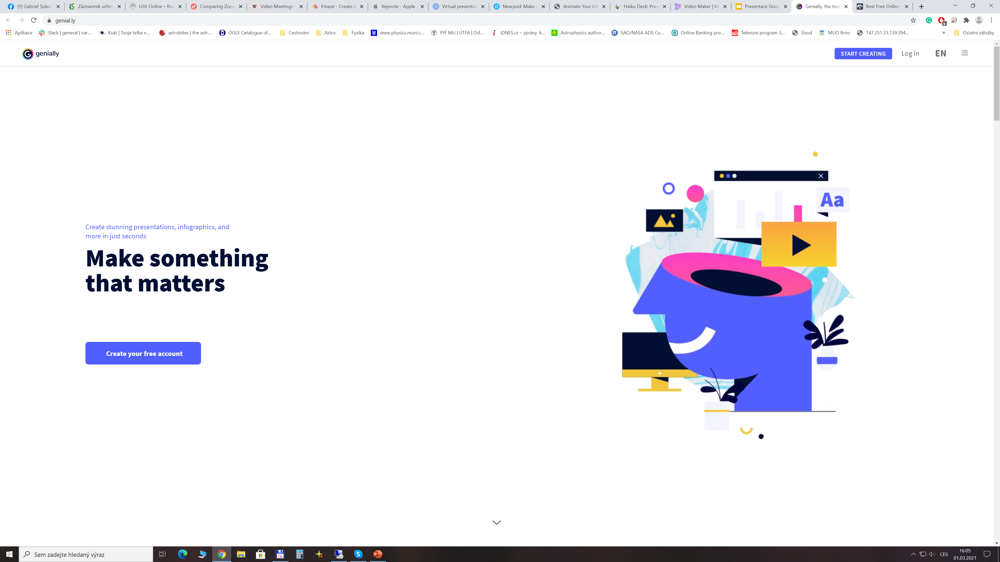 (9) Gabriel Szász
Záznamník učitel
Učit Online – Roz
Comparing Zoom
Video Meetings,
Emaze - Create &
Keynote - Apple
Virtual presentati
Nearpod: Make e
Animate Your Life
Haiku Deck: Prese
Video Maker | Ma
Prezentace Goog
Genially, the tool
Best Free Online
genial.ly
6
Aplikace
Slack | general | var...
Kuki | Tvoje telka v...
astrobites | the astr...
OGLE Catalogue of...
Cestování
Astro
Fyzika
www.physics.muni.c...
PřF MU | ÚTFA | Od...
iDNES.cz – zprávy, k...
Astrophysics author...
SAO/NASA ADS Cu...
Online Banking pro...
Televizní program 3...
Úvod
MUO Brno
147.251.33.139:394...
»
Ostatní záložky
genially
START CREATING
Log in
EN
Aa
Create stunning presentations, infographics, and
more in just seconds
Make something
that matters
Create your free account
Sem zadejte hledaný výraz
CES
16:05
01.03.2021